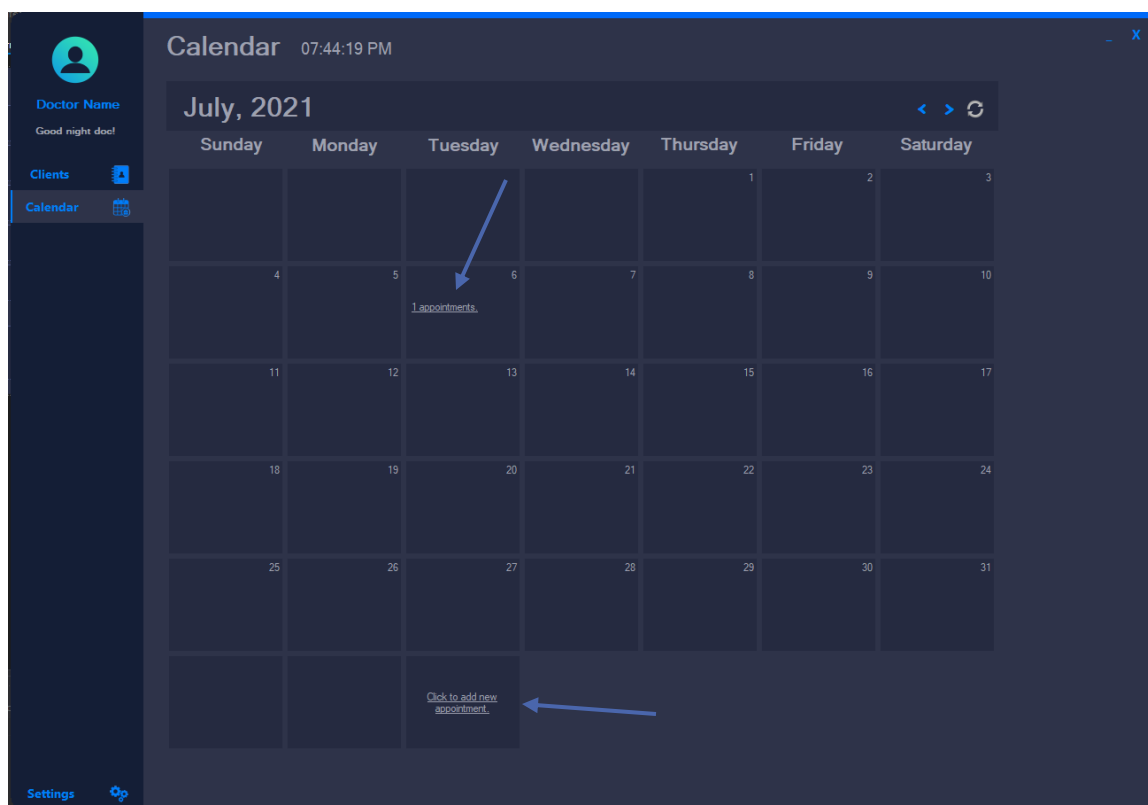 Calendar 07:44:19 PM
_ X
Doctor Name
Good night doc!
Clients
Calendar
Settings
July, 2021
< >
Sunday Monday Tuesday Wednesday Thursday Friday Saturday
1 2 3
4 5 6 7 8 9 10
1 appointments.
11 12 13 14 15 16 17
18 19 20 21 22 23 24
25 26 27 28 29 30 31
Click to add new
appointment.